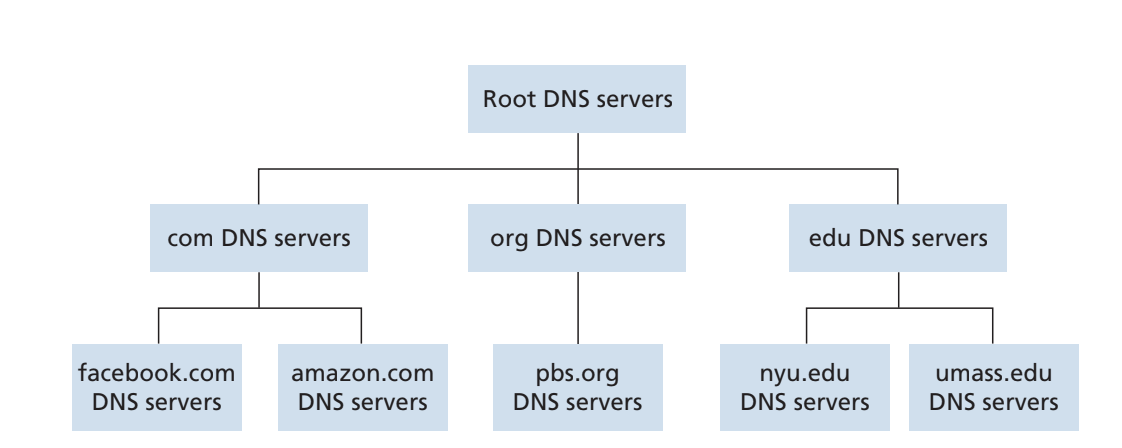 Root DNS servers
com DNS servers
org DNS servers
edu DNS servers
facebook.com
DNS servers
amazon.com
DNS servers
pbs.org
DNS servers
nyu.edu
DNS servers
umass.edu
DNS servers